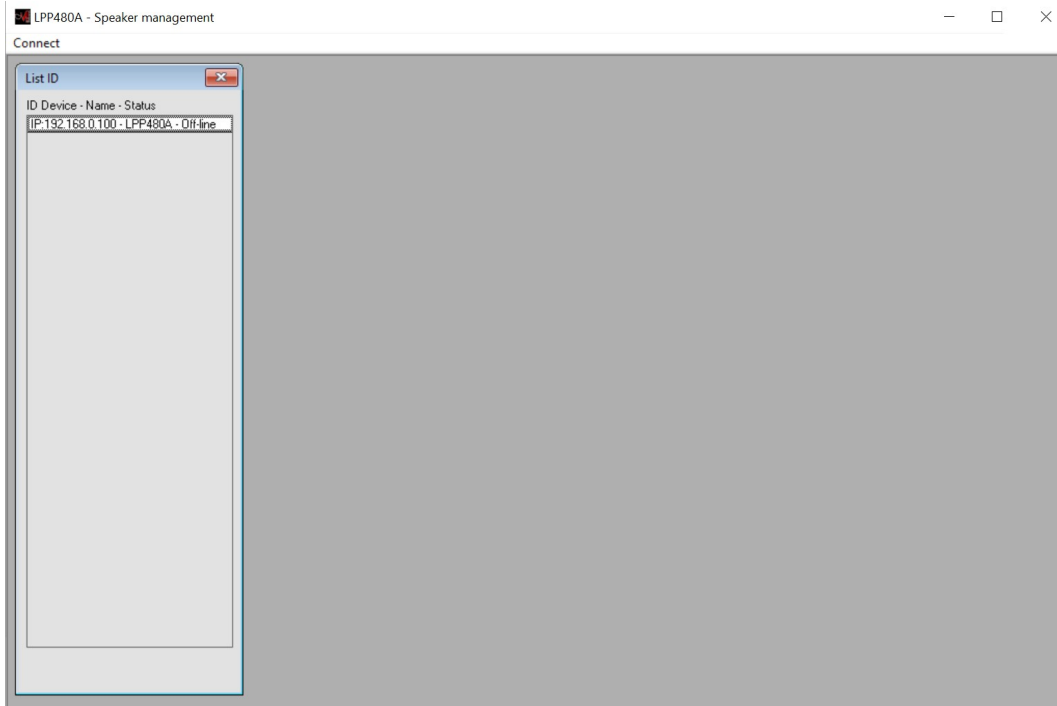 LPP480A - Speaker management
Connect
List ID
ID Device - Name - Status
IP:192.168.0.100 - LPP480A - Off-line